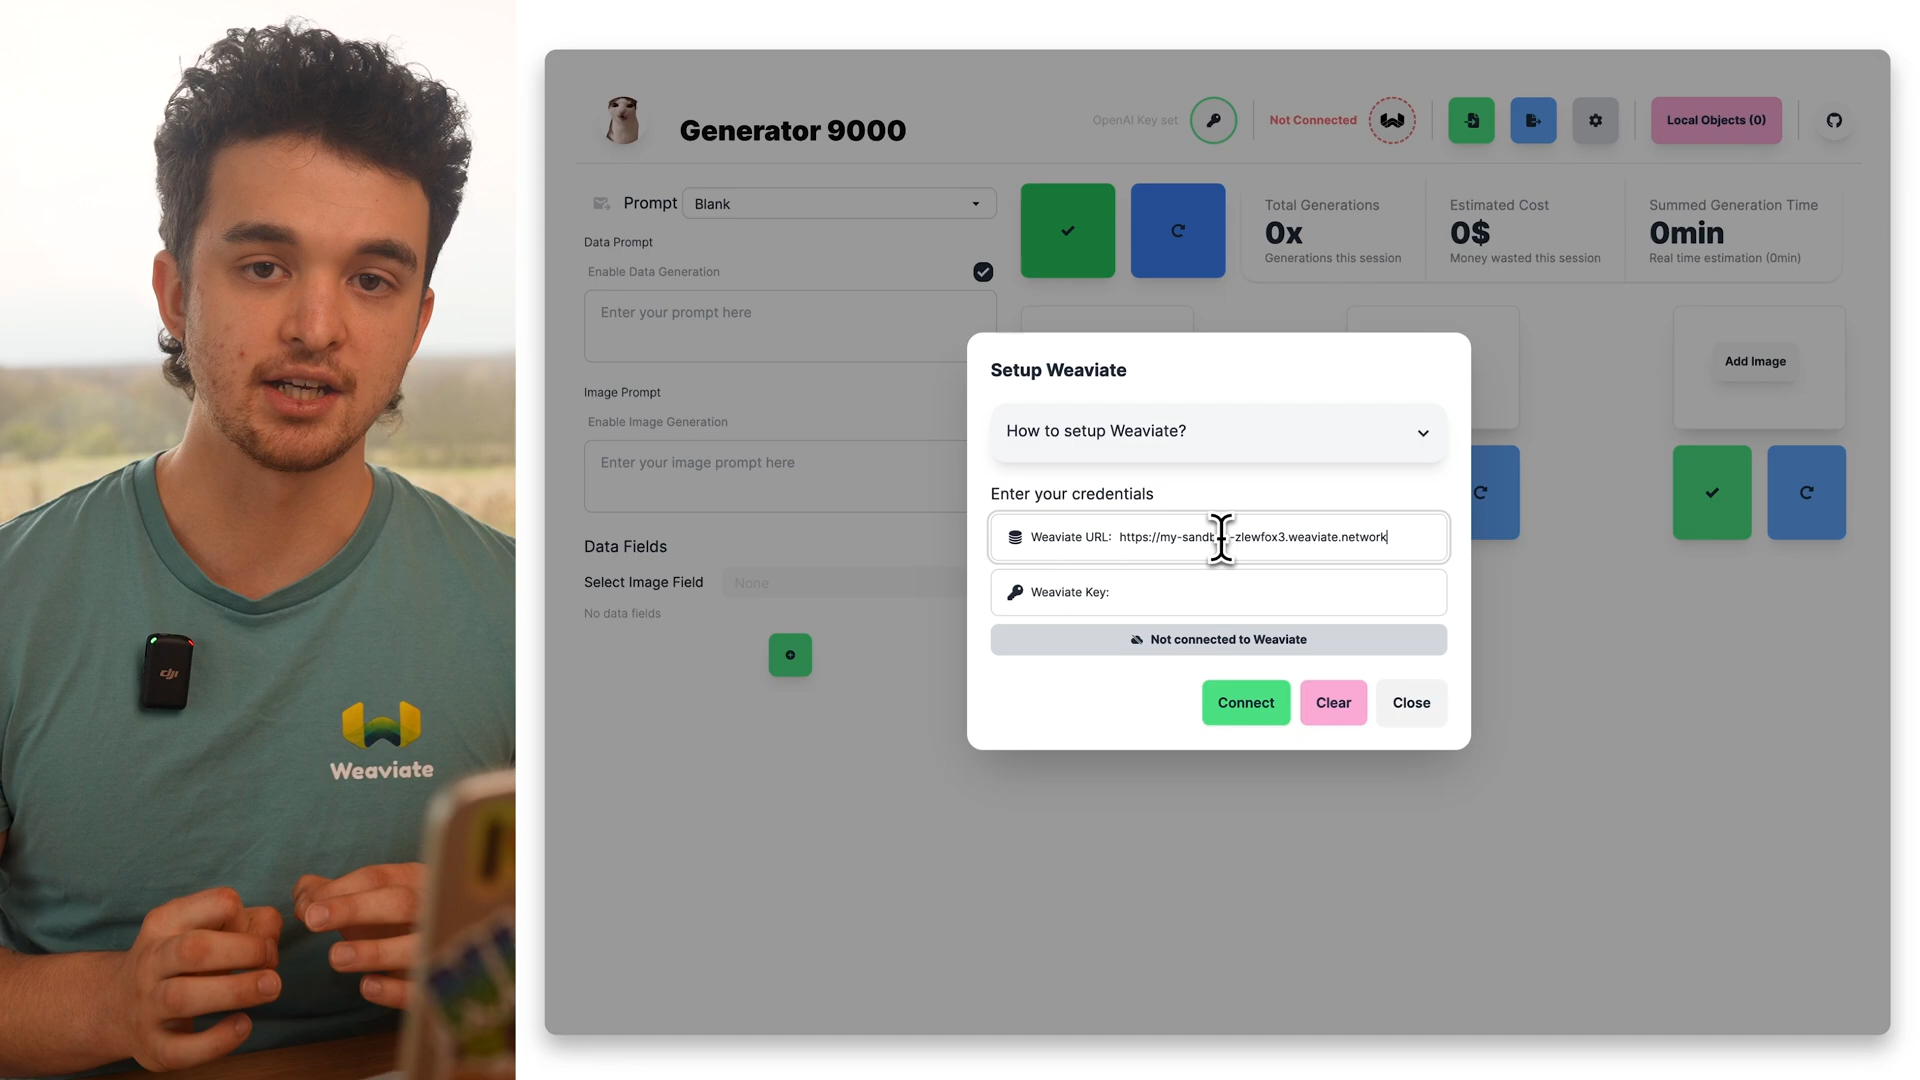 Generator 9000
OpenAI Key set
Not Connected
Local Objects (0)
Prompt
Blank
Data Prompt
Enable Data Generation
Enter your prompt here
Image Prompt
Enable Image Generation
Enter your image prompt here
Data Fields
Select Image Field
None
No data fields
Total Generations
0x
Generations this session
Estimated Cost
0$
Money wasted this session
Summed Generation Time
0min
Real time estimation (0min)
Add Image
Setup Weaviate
How to setup Weaviate?
Enter your credentials
Weaviate URL: https://my-sandb -zlewfox3.weaviate.network
Weaviate Key:
Not connected to Weaviate
Connect
Clear
Close
dji
Weaviate